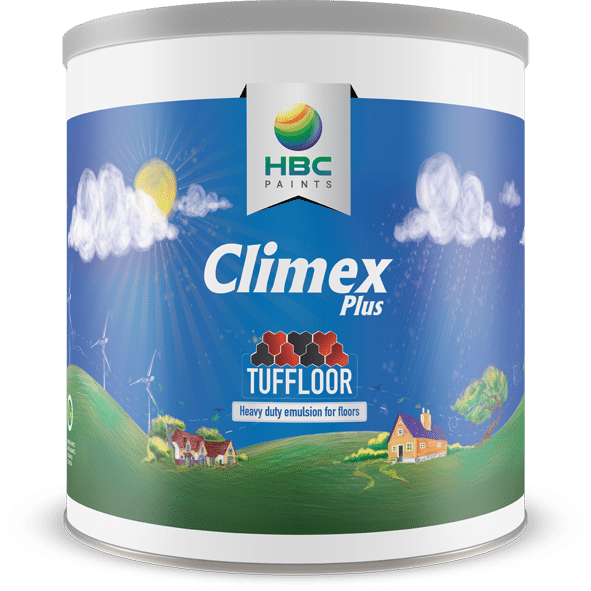 HBC
PAINTS
Climex
Plus
TUFFLOOR
Heavy duty emulsion for floors